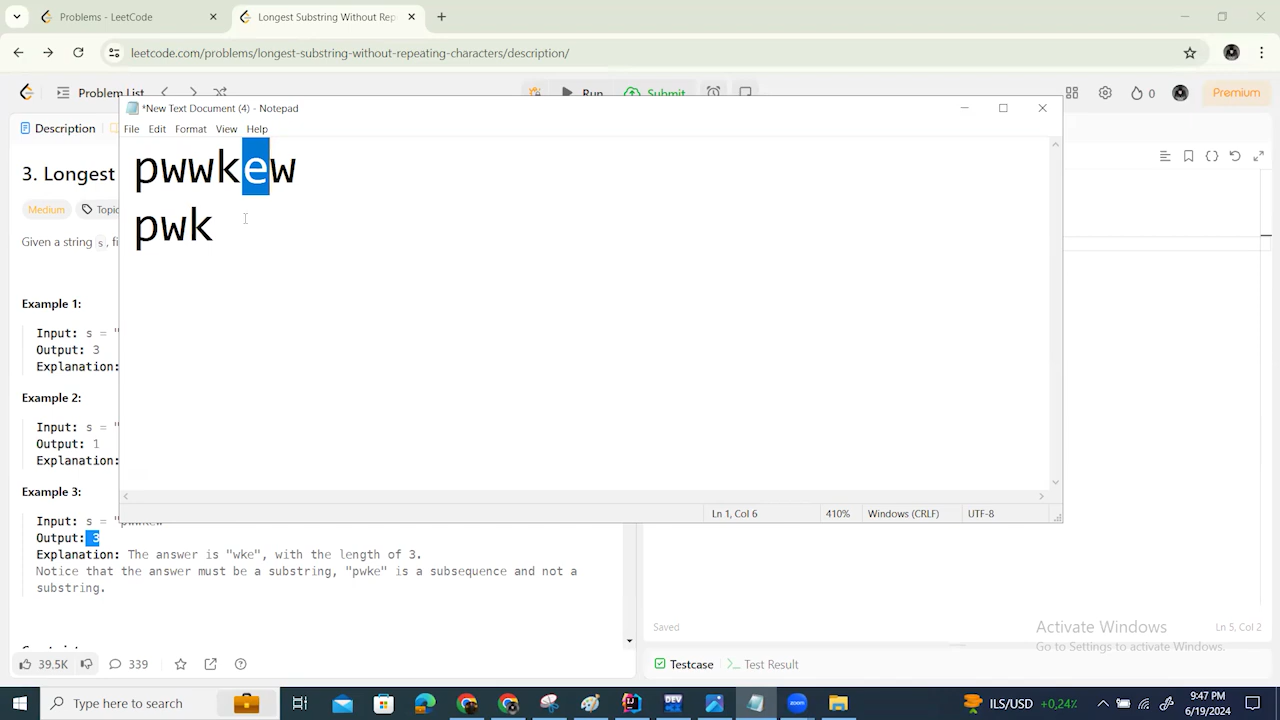 Problems - LeetCode
Longest Substring Without Rep
leetcode.com/problems/longest-substring-without-repeating-characters/description/
Problem List
Run
Submit
0
Premium
*New Text Document (4) - Notepad
File Edit Format View Help
Description
pwwkew
pwk
3. Longest
Medium
Topic
Given a string s, fi
Example 1:
Input: s = "
Output: 3
Explanation:
Example 2:
Input: s = "
Output: 1
Explanation:
Example 3:
Input: s = "pwwkew"
Output: 3
Explanation: The answer is "wke", with the length of 3.
Notice that the answer must be a substring, "pwke" is a subsequence and not a
substring.
Ln 1, Col 6
410%
Windows (CRLF)
UTF-8
Saved
Ln 5, Col 2
Activate Windows
Go to Settings to activate Windows.
39.5K
339
Testcase
Test Result
Type here to search
ILS/USD +0,24%
9:47 PM
6/19/2024